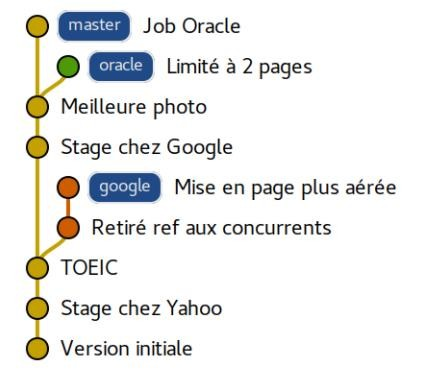 master Job Oracle
oracle Limité à 2 pages
Meilleure photo
Stage chez Google
google Mise en page plus aérée
Retiré ref aux concurrents
TOEIC
Stage chez Yahoo
Version initiale